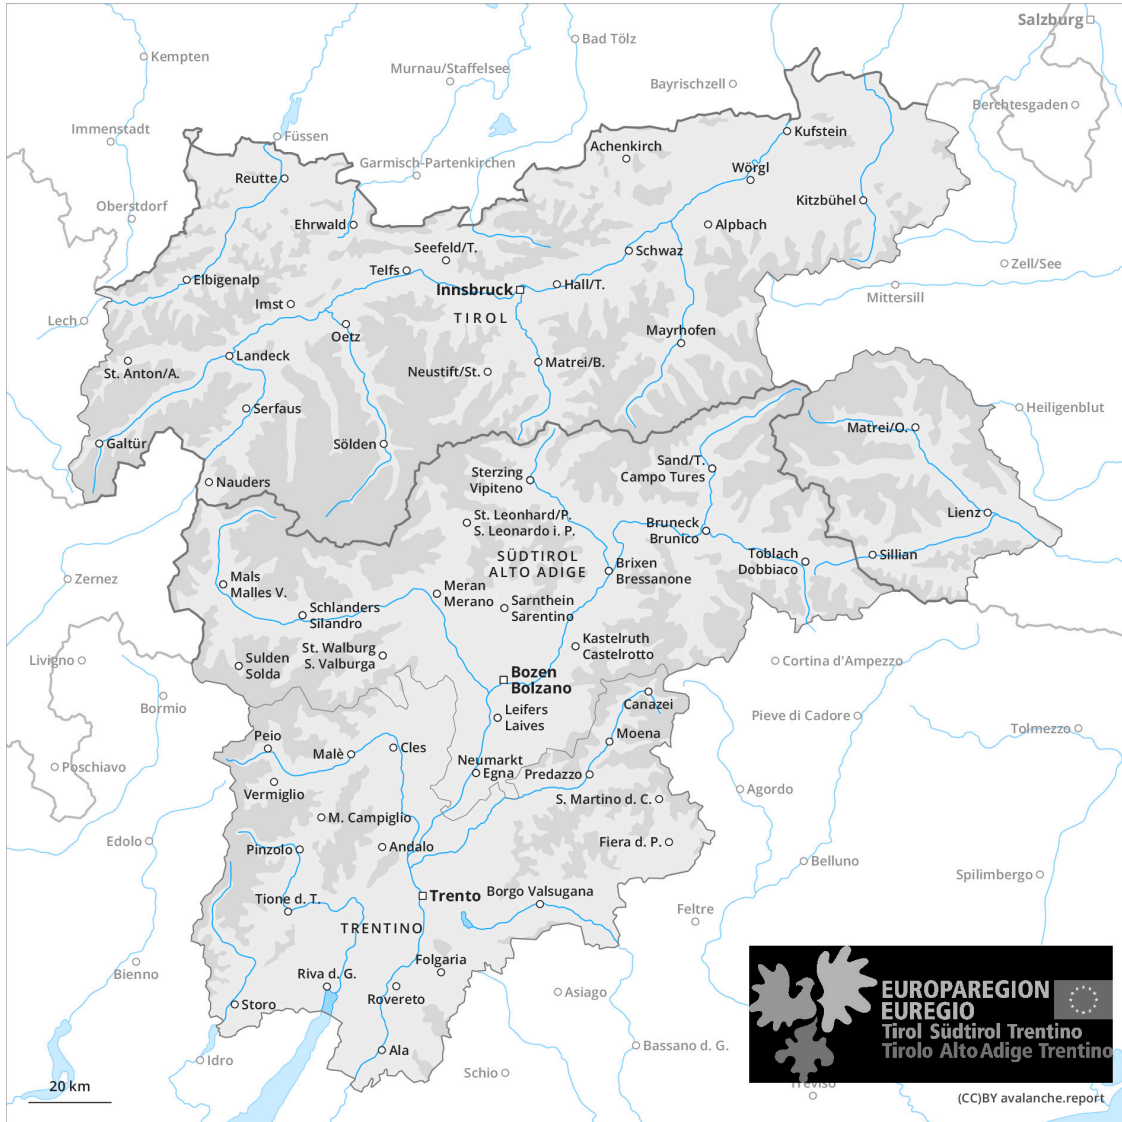 Salzburg
Bad Tölz
Kempten
Murnau/Staffelsee
Bayrischzell
Berchtesgaden
Immenstadt
Füssen
Kufstein
Achenkirch
Garmisch-Partenkirchen
Wörgl
Reutte
Kitzbühel
Oberstdorf
Ehrwald
Alpbach
Seefeld/T.
Schwaz
Zell/See
Telfs
Elbigenalp
Hall/T.
Innsbruck
Mittersill
Imst
TIROL
Lech
Oetz
Mayrhofen
Landeck
Matrei/B.
St. Anton/A.
Neustift/St.
Serfaus
Heiligenblut
Matrei/O.
Galtür
Sölden
Sand/T.
Campo Tures
Sterzing
Vipiteno
Nauders
St. Leonhard/P.
S. Leonardo i. P.
Lienz
Bruneck
Brunico
SÜDTIROL
ALTO ADIGE
Toblach
Dobbiaco
Sillian
Brixen
Bressanone
Zernez
Mals
Malles V.
Meran
Merano
Sarnthein
Sarentino
Schlanders
Silandro
Kastelruth
Castelrotto
St. Walburg
S. Valburga
Livigno
Sulden
Solda
Cortina d'Ampezzo
Bozen
Bolzano
Bormio
Canazei
Leifers
Laives
Pieve di Cadore
Tolmezzo
Peio
Moena
Malè
Cles
Neumarkt
Egna
Predazzo
Poschiavo
Vermiglio
Agordo
S. Martino d. C.
M. Campiglio
Edolo
Pinzolo
Andalo
Fiera d. P.
Belluno
Spilimbergo
Trento
Borgo Valsugana
Tione d. T.
Feltre
TRENTINO
Folgaria
Bienno
Riva d. G.
Rovereto
Asiago
Storo
EUROPAREGION
EUREGIO
Tirol Südtirol Trentino
Tirolo Alto Adige Trentino
Ala
Idro
Bassano d. G.
Schio
Treviso
20 km
(CC)BY avalanche.report